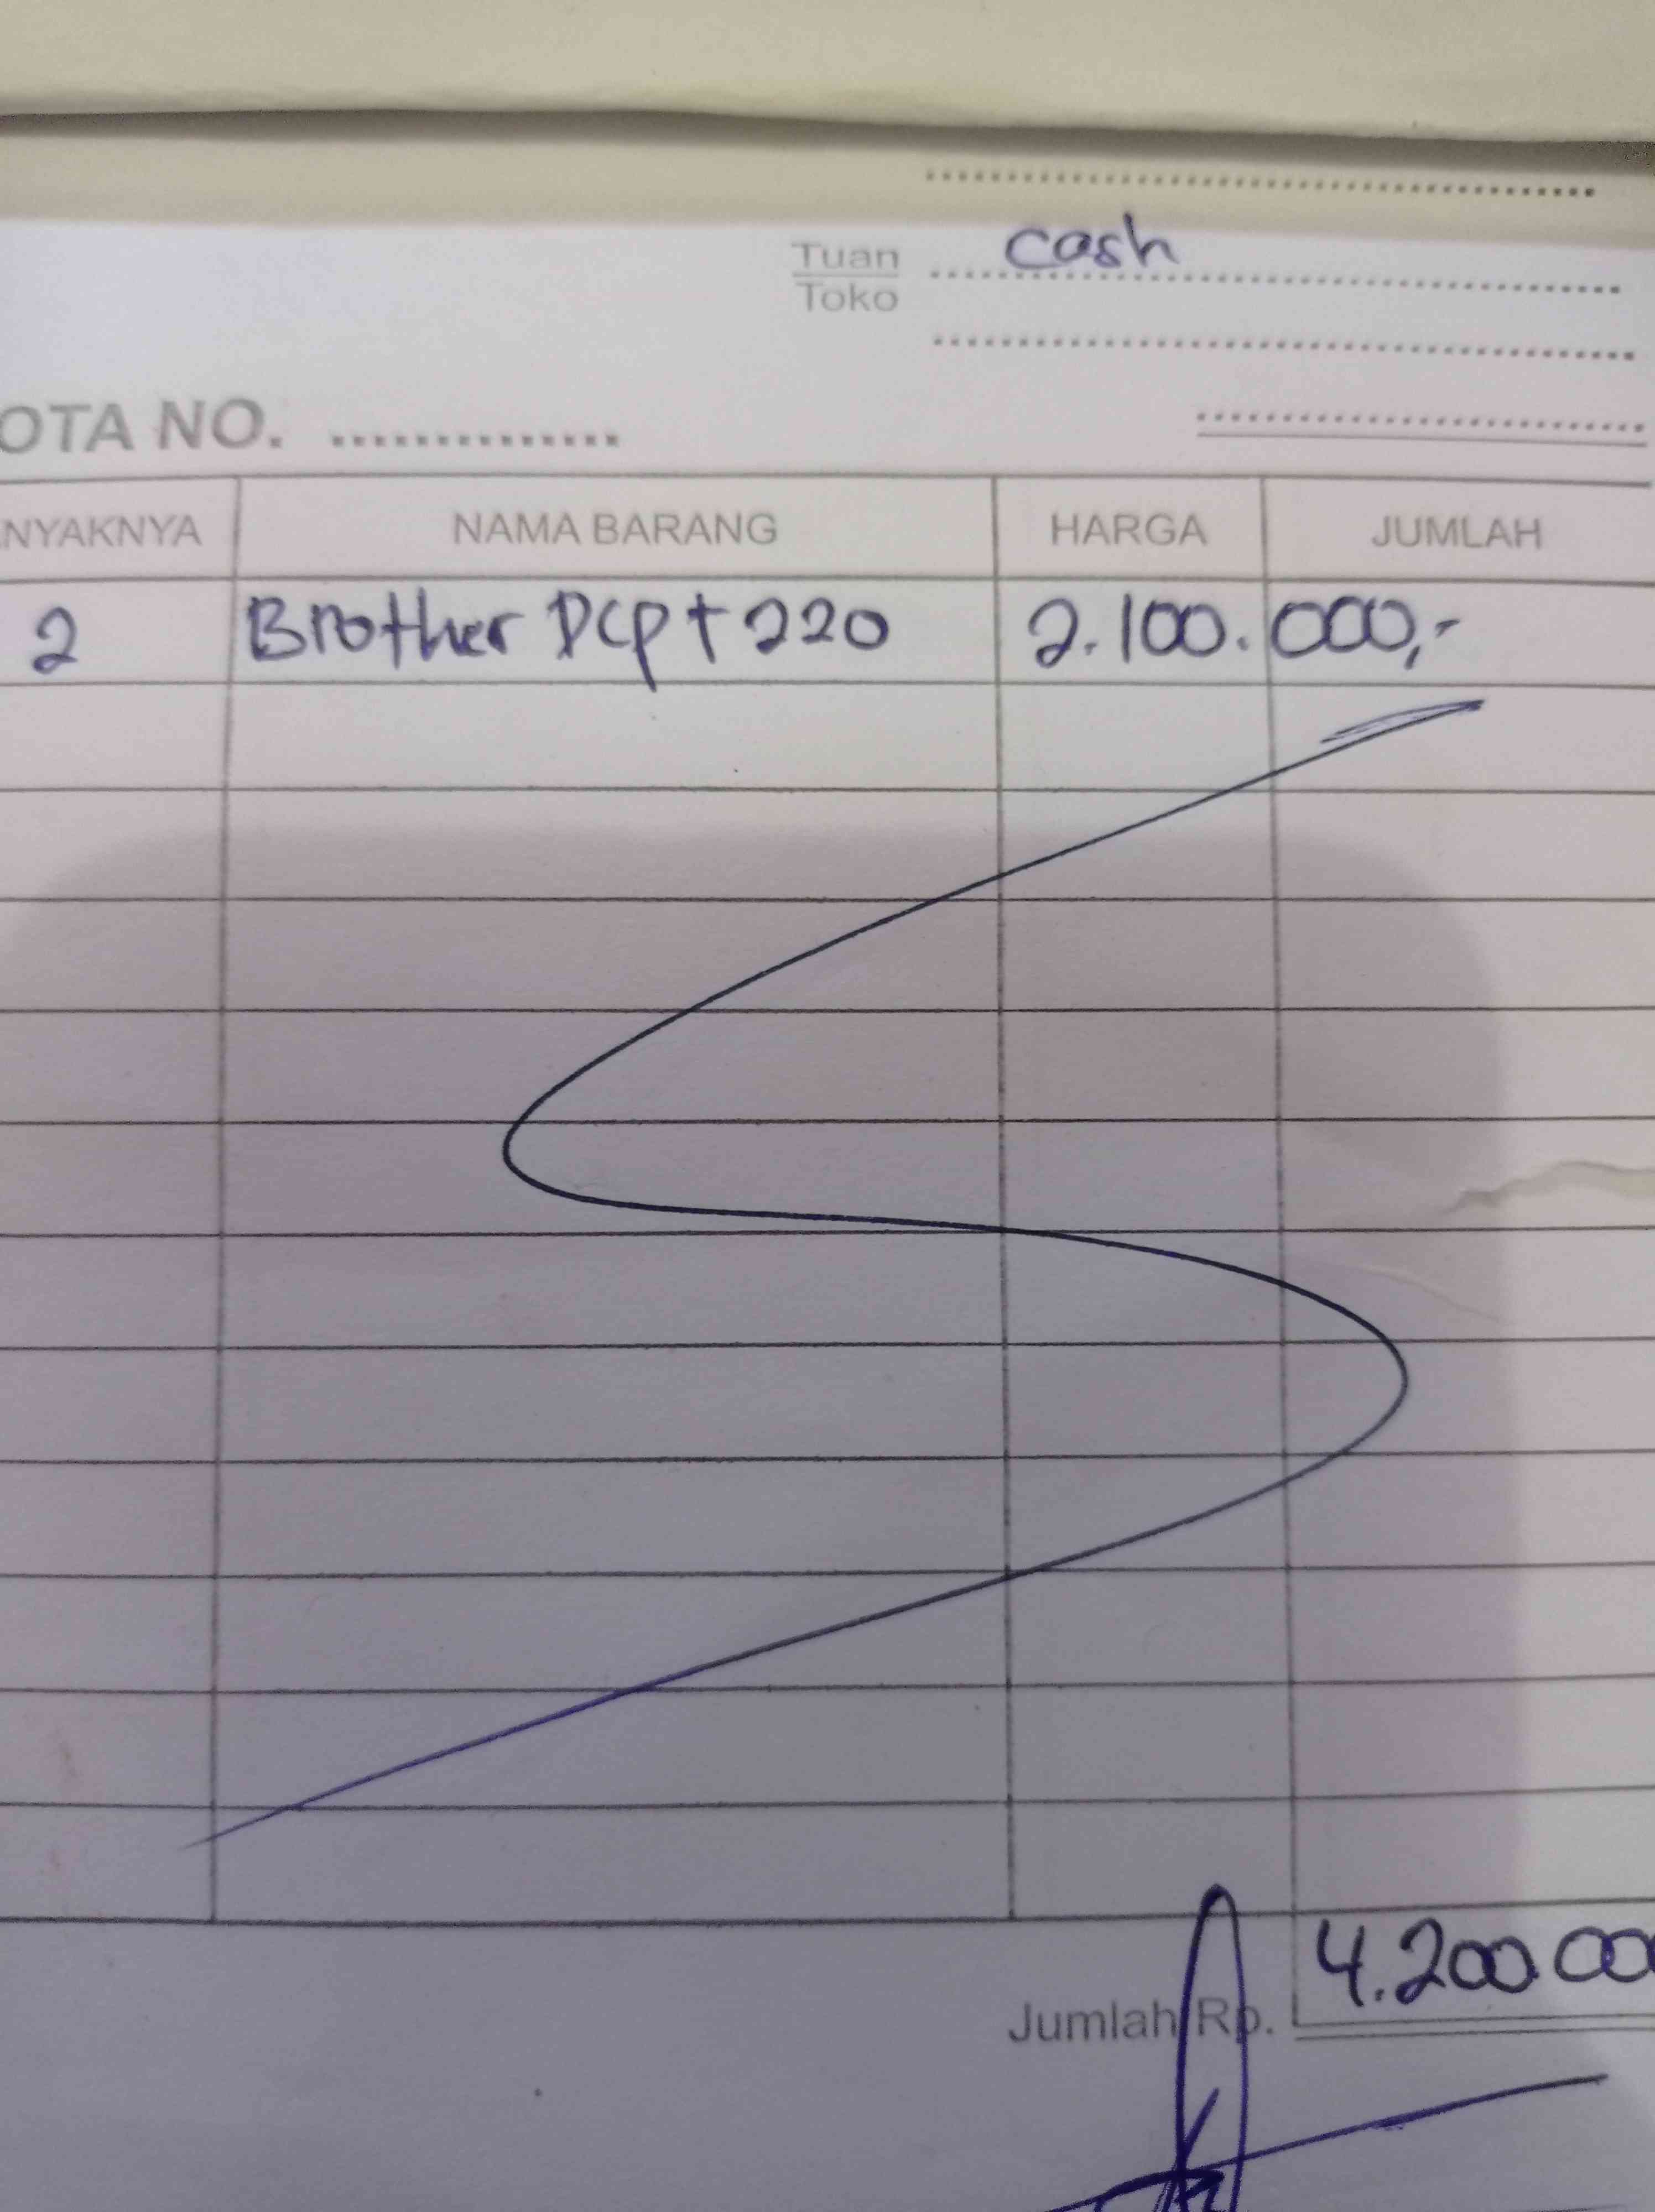 cash
Tuan
Toko
OTA NO.
NYAKNYA NAMA BARANG HARGA JUMLAH
2 Brother DCP t 220 2.100.000,-
4.200.00
Jumlah Rp.